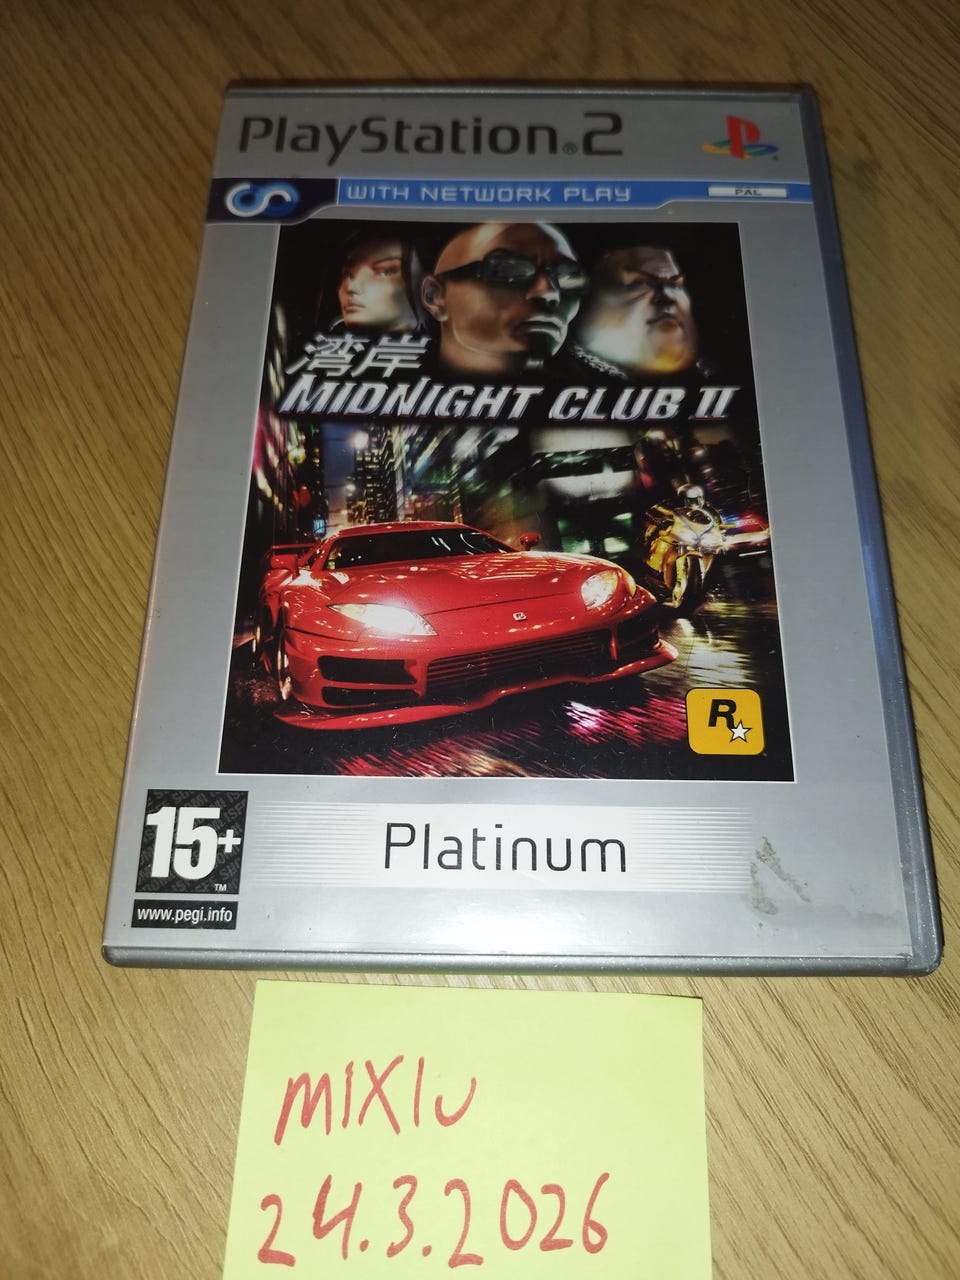 PlayStation®2
WITH NETWORK PLAY
PAL
湾岸
MIDNIGHT CLUB II
R
15+
TM
www.pegi.info
Platinum
mixlu
24.3.2026